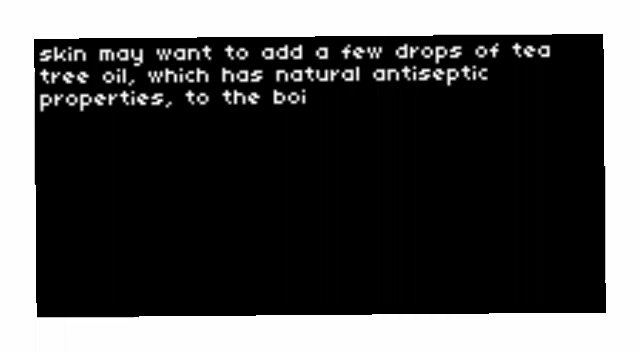 skin may want to add a few drops of tea
tree oil, which has natural antiseptic
properties, to the boi